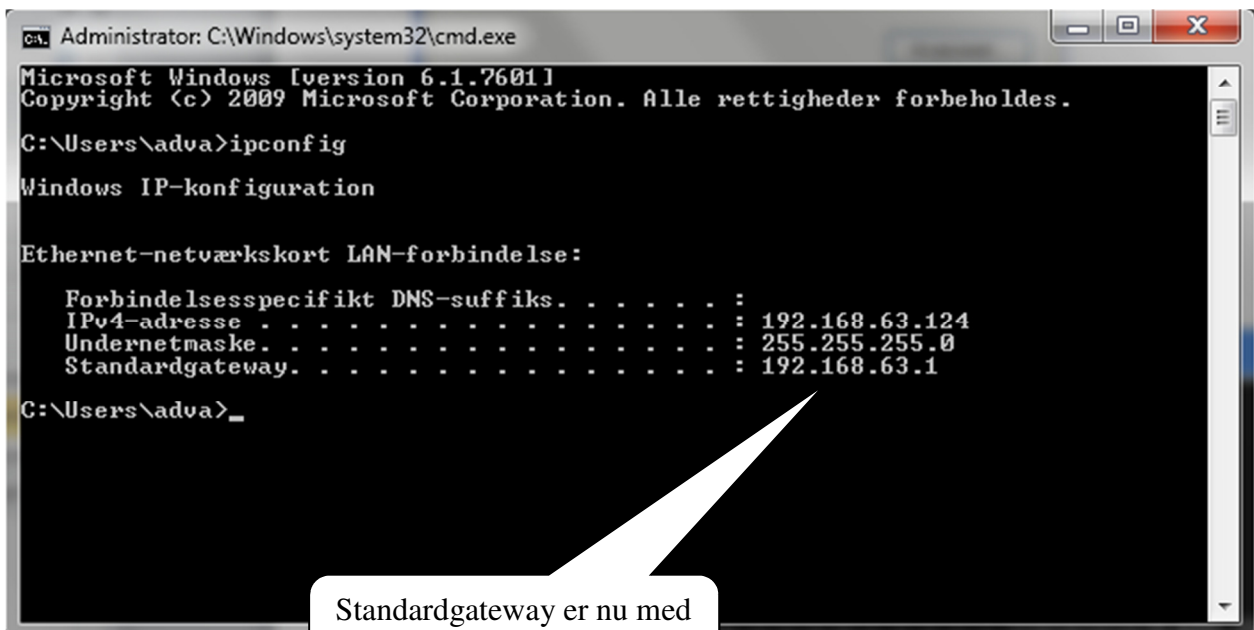 Administrator: C:\Windows\system32\cmd.exe
Microsoft Windows [version 6.1.7601]
Copyright (c) 2009 Microsoft Corporation. Alle rettigheder forbeholdes.
C:\Users\adva>ipconfig
Windows IP-konfiguration
Ethernet-netværkskort LAN-forbindelse:
Forbindelsesspecifikt DNS-suffiks. . . . . . :
IPv4-adresse . . . . . . . . . . . . . . . . : 192.168.63.124
Undernetmaske. . . . . . . . . . . . . . . . : 255.255.255.0
Standardgateway. . . . . . . . . . . . . . . : 192.168.63.1
C:\Users\adva>_
Standardgateway er nu med